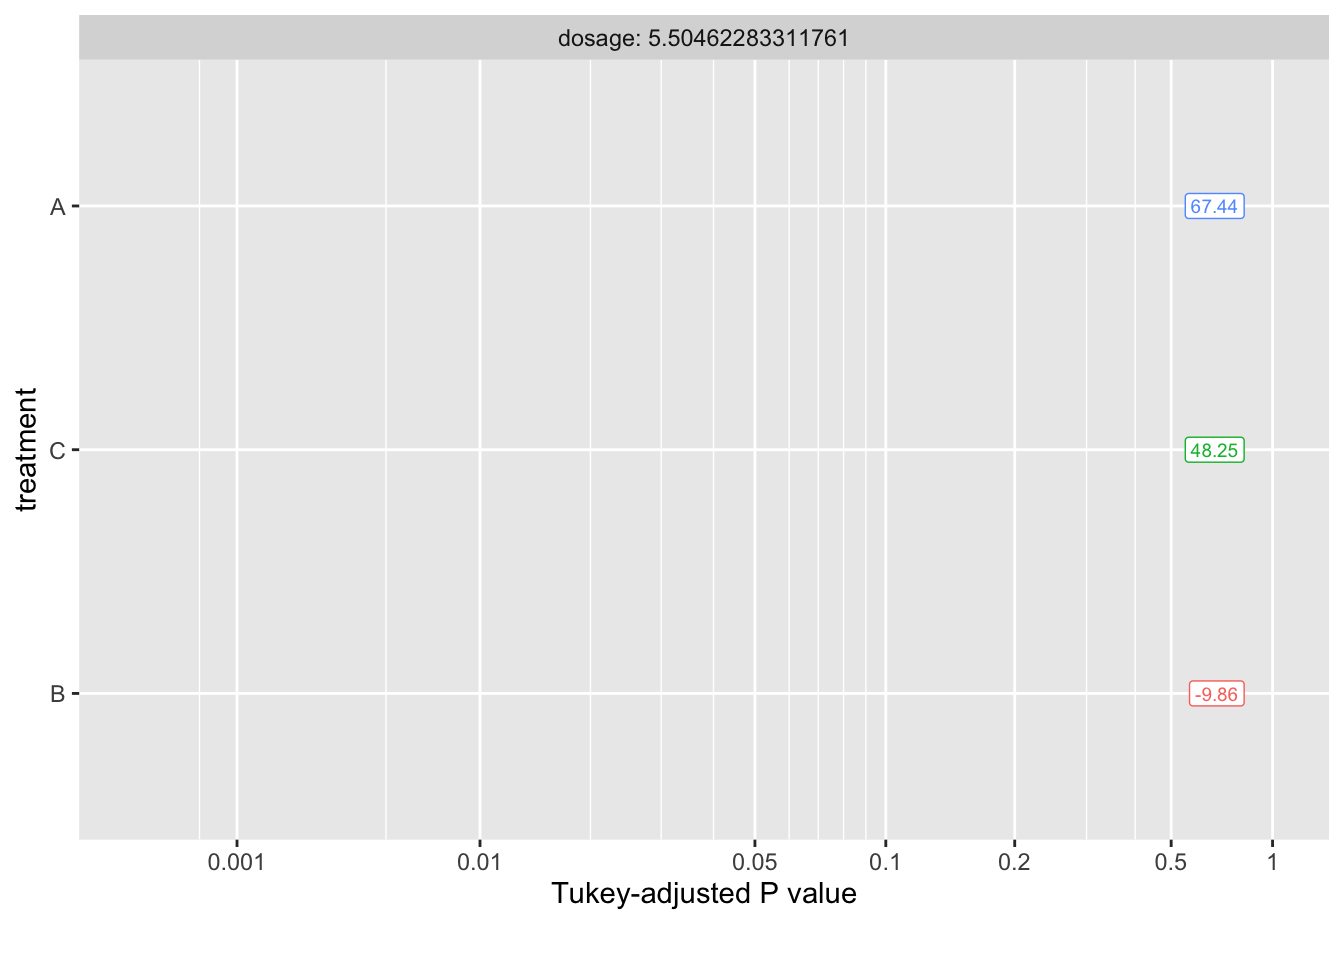 dosage: 5.50462283311761
A
67.44
treatment
C
48.25
B
-9.86
0.001 0.01 0.05 0.1 0.2 0.5 1
Tukey-adjusted P value